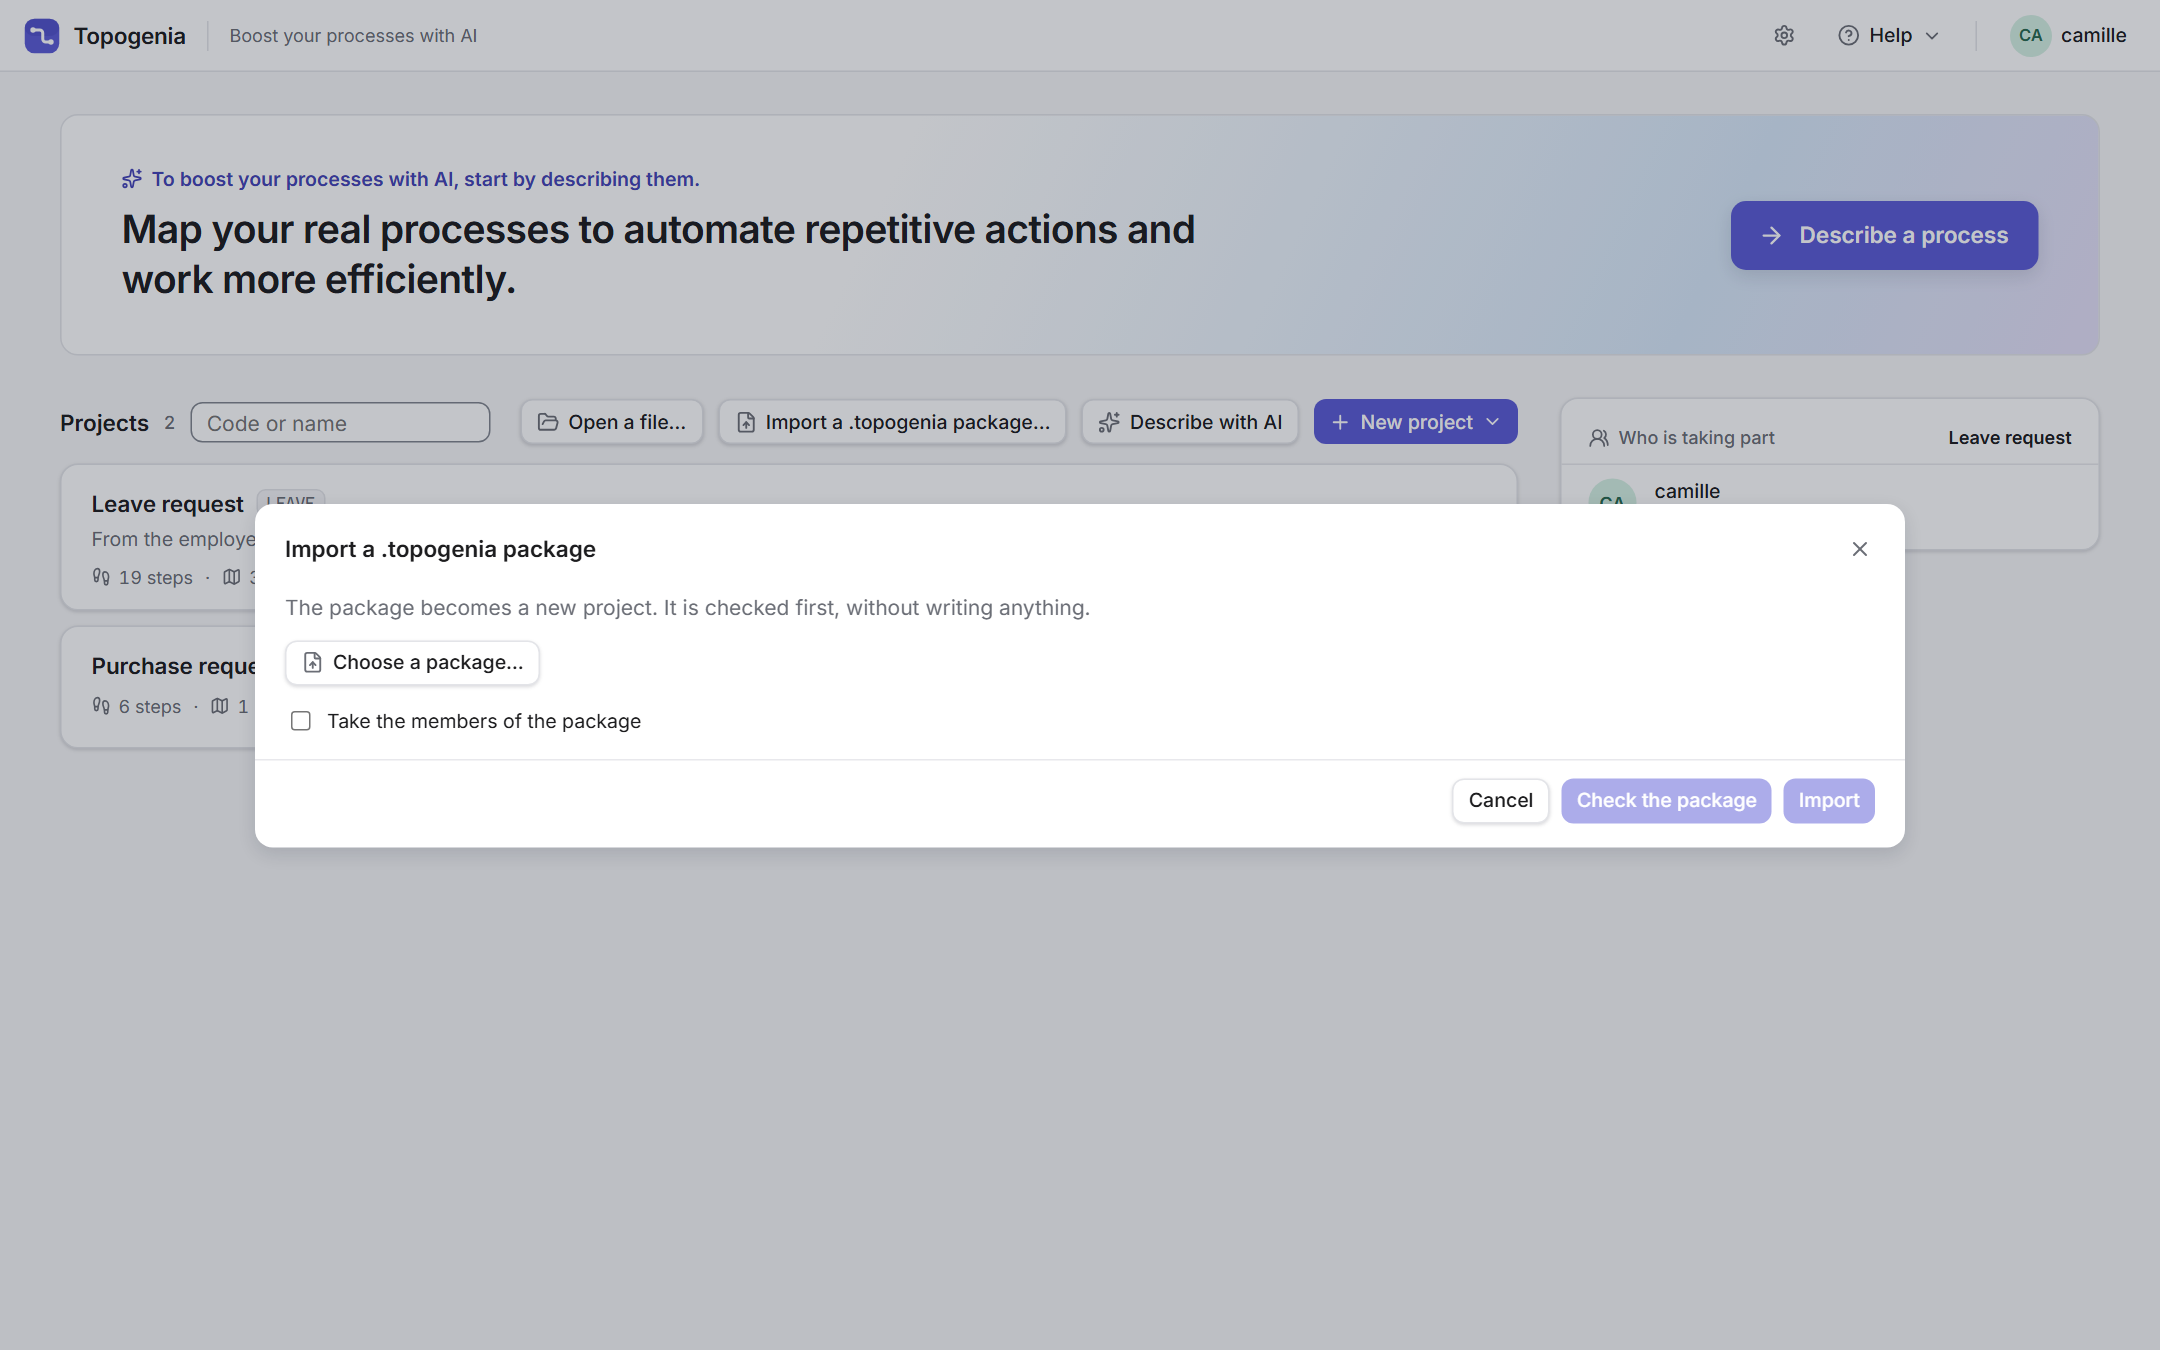 Topogenia
Boost your processes with AI
Help
CA
camille
To boost your processes with AI, start by describing them.
Map your real processes to automate repetitive actions and
work more efficiently.
Describe a process
Projects 2
Code or name
Open a file...
Import a .topogenia package...
Describe with AI
New project
Who is taking part
Leave request
Leave request
LEAVE
camille
CA
From the employe
19 steps ·
Import a .topogenia package
The package becomes a new project. It is checked first, without writing anything.
Choose a package...
Take the members of the package
Cancel
Check the package
Import
Purchase reque
6 steps · 1